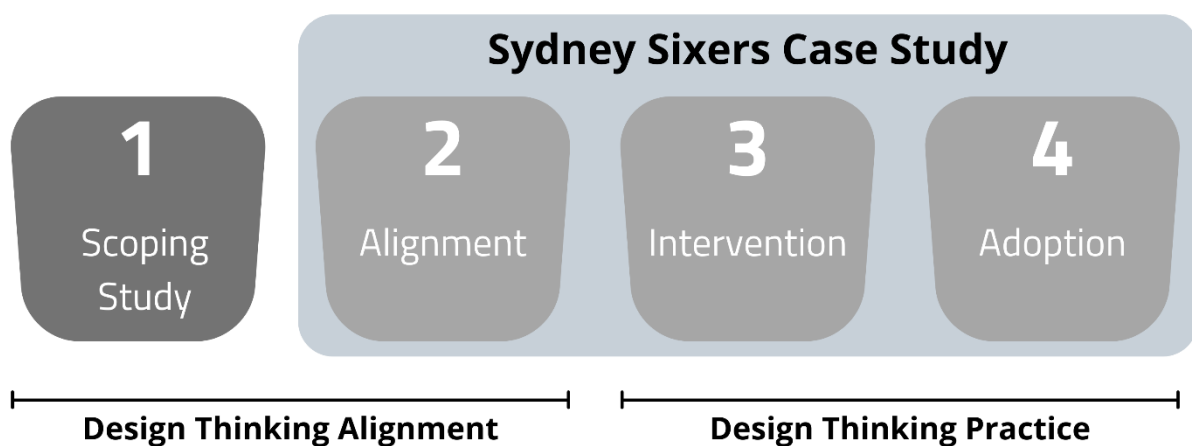 Sydney Sixers Case Study
1
Scoping
Study
2
Alignment
3
Intervention
4
Adoption
Design Thinking Alignment
Design Thinking Practice